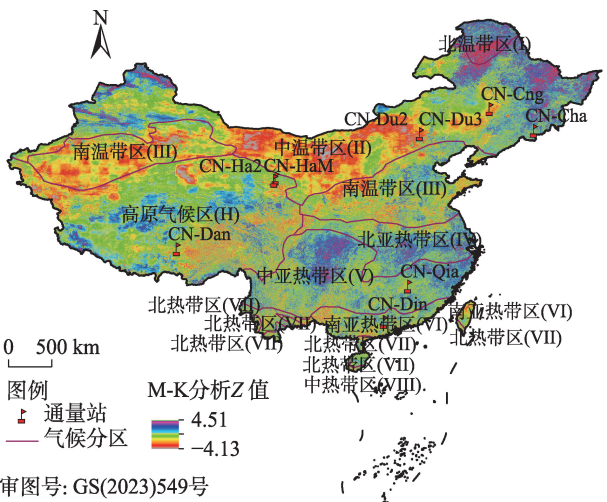 N
北温带区(I)
CN-Cng
CN-Du2 CN-Du3
CN-Cha
中温带区(II)
南温带区(III)
CN-Ha2 CN-HaM
南温带区(III)
高原气候区(H)
CN-Dan
北亚热带区(IV)
中亚热带区(V)
CN-Qia
CN-Din
北热带区(VII)
南亚热带区(VI)
北热带区(VII)
南亚热带区(VI)
北热带区(VII)
北热带区(VII)
北热带区(VII)
北热带区(VII)
中热带区(VIII)
0 500 km
图例
M-K分析Z 值
通量站
4.51
气候分区
−4.13
审图号: GS(2023)549号